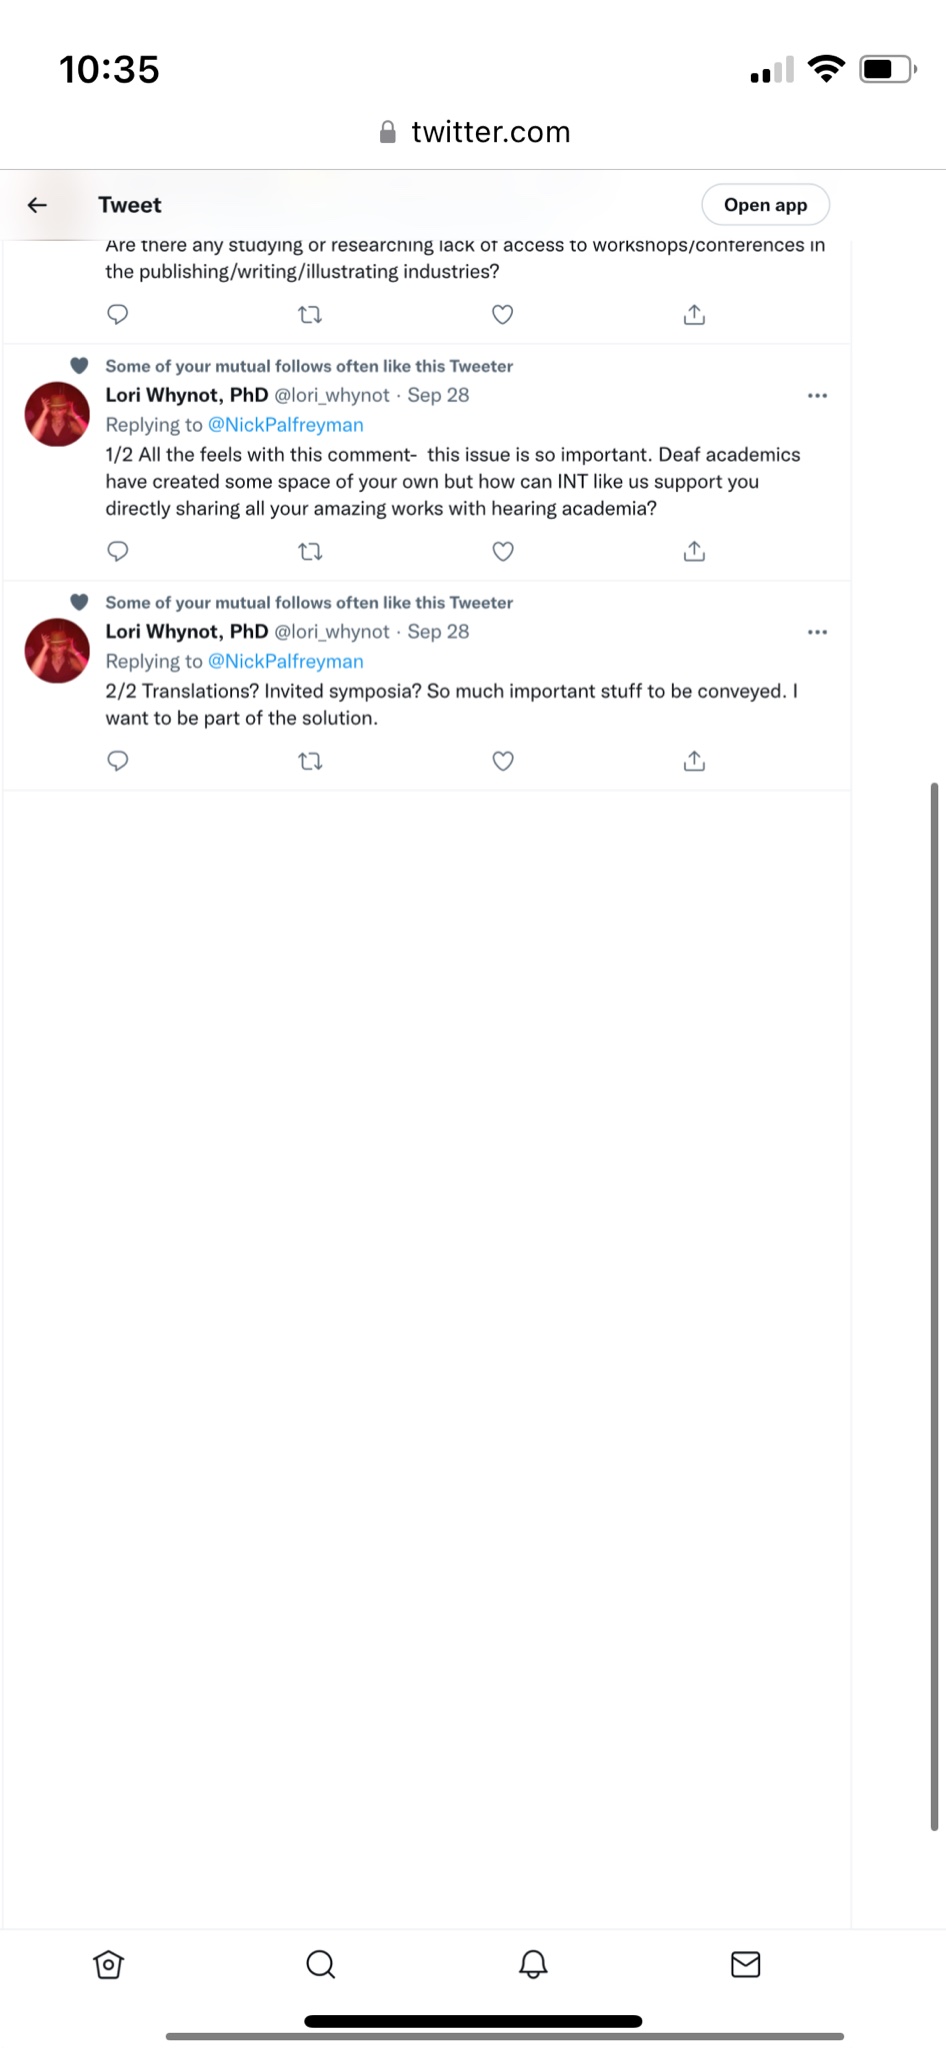 10:35
twitter.com
Tweet
Open app
Are there any studying or researching lack of access to workshops/conferences in
the publishing/writing/illustrating industries?
Some of your mutual follows often like this Tweeter
Lori Whynot, PhD @lori_whynot · Sep 28
Replying to @NickPalfreyman
1/2 All the feels with this comment-  this issue is so important. Deaf academics
have created some space of your own but how can INT like us support you
directly sharing all your amazing works with hearing academia?
Some of your mutual follows often like this Tweeter
Lori Whynot, PhD @lori_whynot · Sep 28
Replying to @NickPalfreyman
2/2 Translations? Invited symposia? So much important stuff to be conveyed. I
want to be part of the solution.